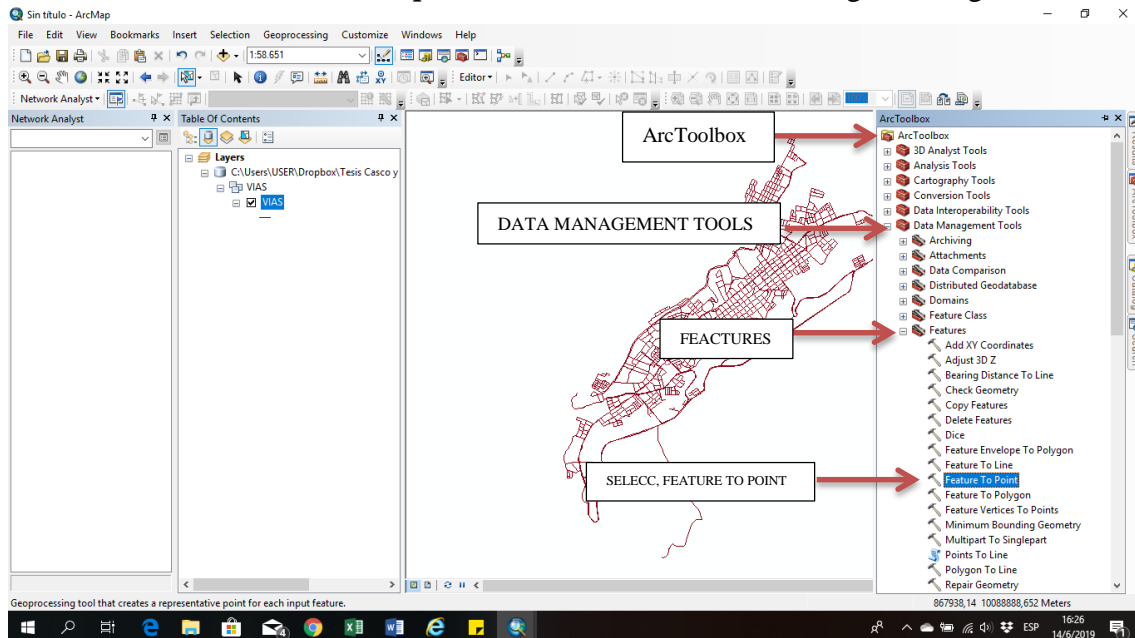 Sin título - ArcMap
File Edit View Bookmarks Insert Selection Geoprocessing Customize Windows Help
1:58.651
Editor
Network Analyst
Network Analyst
Table Of Contents
Layers
C:\Users\USER\Dropbox\Tesis Casco y
VIAS
VIAS
ArcToolbox
DATA MANAGEMENT TOOLS
FEACTURES
SELECC, FEATURE TO POINT
ArcToolbox
ArcToolbox
3D Analyst Tools
Analysis Tools
Cartography Tools
Conversion Tools
Data Interoperability Tools
Data Management Tools
Archiving
Attachments
Data Comparison
Distributed Geodatabase
Domains
Feature Class
Features
Add XY Coordinates
Adjust 3D Z
Bearing Distance To Line
Check Geometry
Copy Features
Delete Features
Dice
Feature Envelope To Polygon
Feature To Line
Feature To Point
Feature To Polygon
Feature Vertices To Points
Minimum Bounding Geometry
Multipart To Singlepart
Points To Line
Polygon To Line
Repair Geometry
Geoprocessing tool that creates a representative point for each input feature.
867938,14 10088888,652 Meters
ESP
16:26
14/6/2019